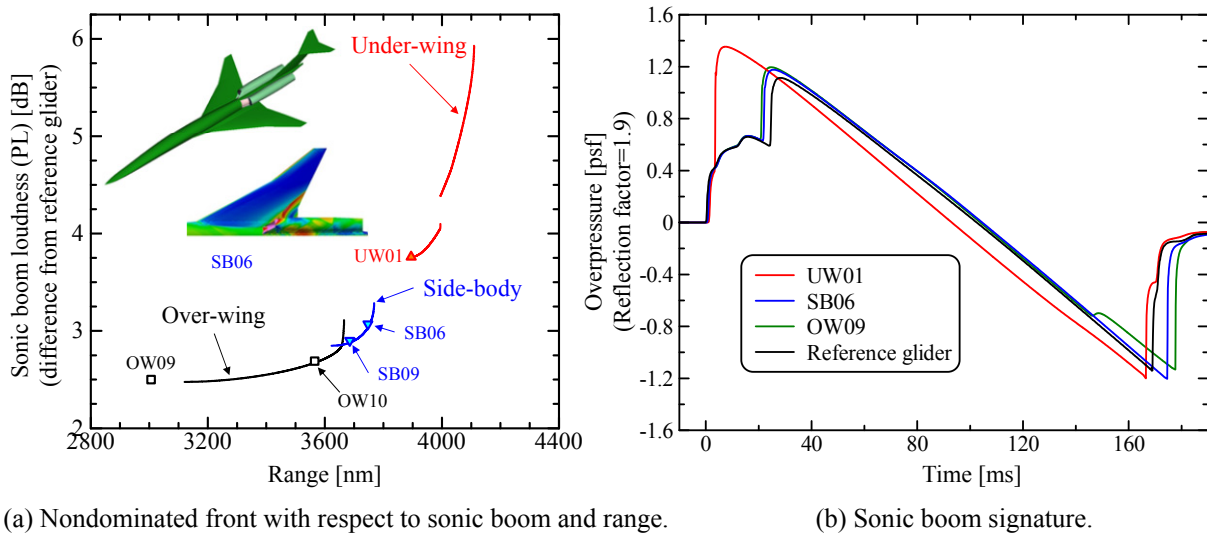 Sonic boom loudness (PL) [dB]
(difference from reference glider)
6
5
4
3
2
2800
3200
3600
4000
4400
Range [nm]
Under-wing
SB06
UW01
Side-body
Over-wing
SB06
OW09
SB09
OW10
(a) Nondominated front with respect to sonic boom and range.
Overpressure [psf]
(Reflection factor=1.9)
1.6
1.2
0.8
0.4
0
-0.4
-0.8
-1.2
-1.6
UW01
SB06
OW09
Reference glider
0
40
80
120
160
Time [ms]
(b) Sonic boom signature.